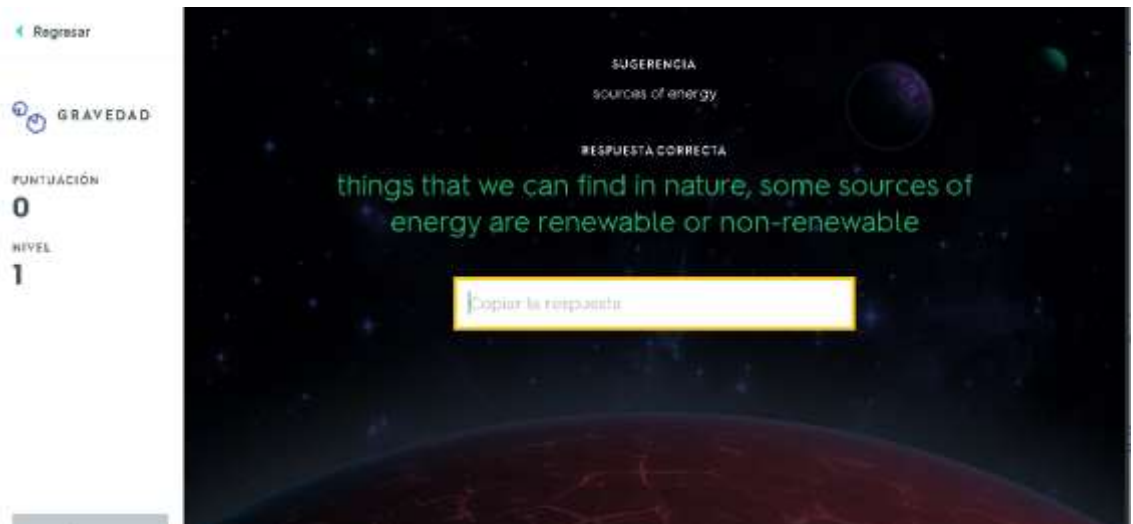 Regresar
GRAVEDAD
PUNTUACIÓN
0
NIVEL
1
SUGERENCIA
sources of energy
RESPUESTA CORRECTA
things that we can find in nature, some sources of
energy are renewable or non-renewable
Copiar la respuesta